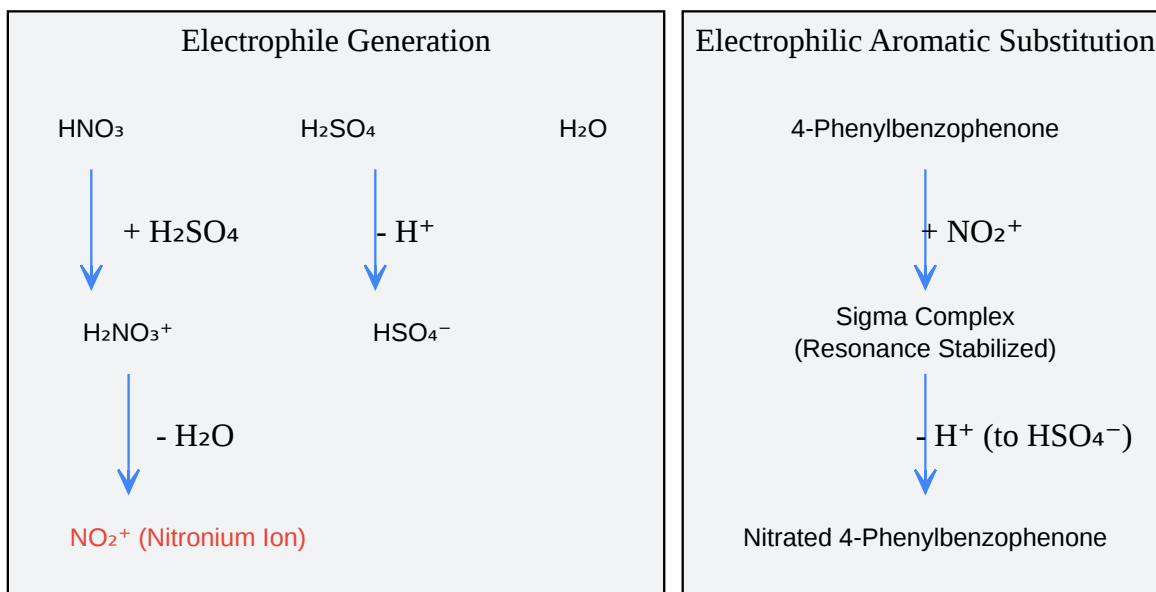 Electrophile Generation
HNO₃
H₂SO₄
H₂O
+ H₂SO₄
- H⁺
H₂NO₃⁺
HSO₄⁻
- H₂O
NO₂⁺ (Nitronium Ion)
Electrophilic Aromatic Substitution
4-Phenylbenzophenone
+ NO₂⁺
Sigma Complex
(Resonance Stabilized)
- H⁺ (to HSO₄⁻)
Nitrated 4-Phenylbenzophenone